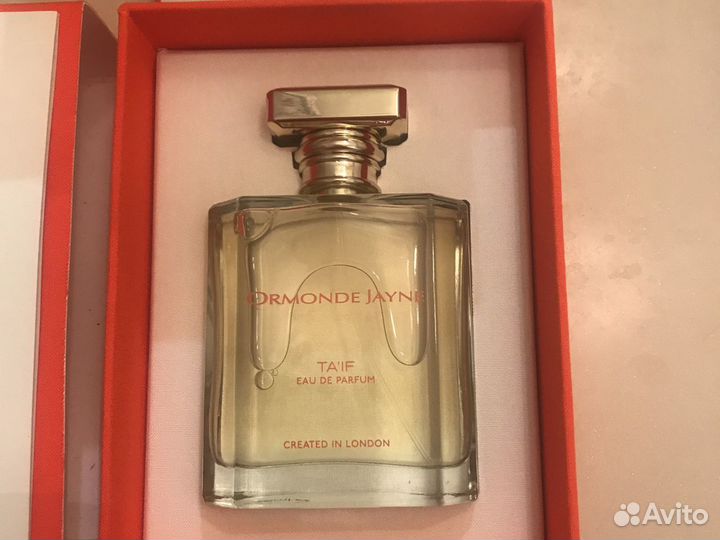 ORMONDE JAYNE
TA'IF
EAU DE PARFUM
CREATED IN LONDON
Avito